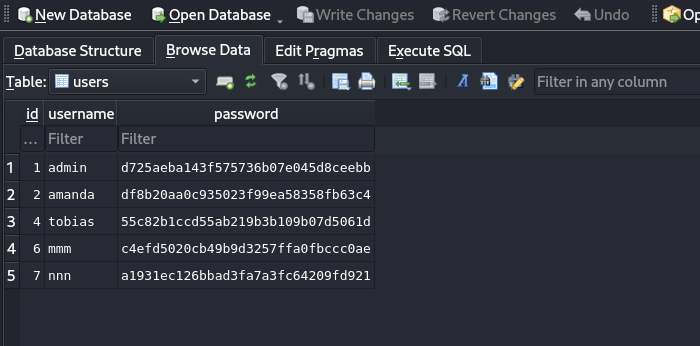 New Database Open Database Write Changes Revert Changes Undo Op
Database Structure Browse Data Edit Pragmas Execute SQL
Table: users Filter in any column
id username password
... Filter Filter
1 1 admin d725aeba143f575736b07e045d8ceebb
2 2 amanda df8b20aa0c935023f99ea58358fb63c4
3 4 tobias 55c82b1ccd55ab219b3b109b07d5061d
4 6 mmm c4efd5020cb49b9d3257ffa0fbccc0ae
5 7 nnn a1931ec126bbad3fa7a3fc64209fd921